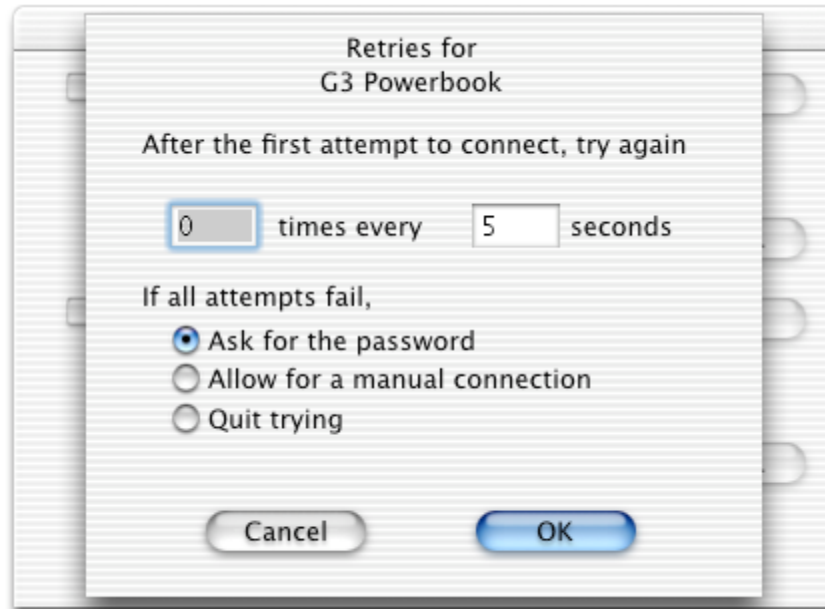 Retries for
G3 Powerbook
After the first attempt to connect, try again
0 times every 5 seconds
If all attempts fail,
Ask for the password
Allow for a manual connection
Quit trying
Cancel OK